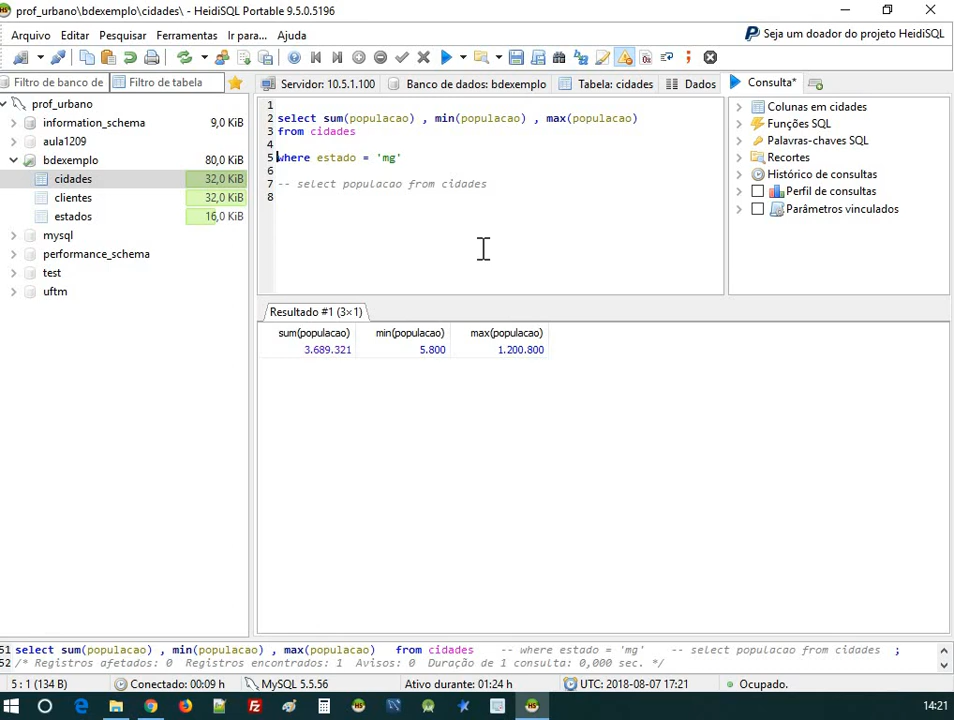 prof_urbano\bdexemplo\cidades\ - HeidiSQL Portable 9.5.0.5196
Arquivo Editar Pesquisar Ferramentas Ir para... Ajuda
Seja um doador do projeto HeidiSQL
Filtro de banco de
Filtro de tabela
Servidor: 10.5.1.100
Banco de dados: bdexemplo
Tabela: cidades
Dados
Consulta*
prof_urbano
information_schema 9,0 KiB
aula1209
bdexemplo 80,0 KiB
cidades 32,0 KiB
clientes 32,0 KiB
estados 16,0 KiB
mysql
performance_schema
test
uftm
1
2 select sum(populacao) , min(populacao) , max(populacao)
3 from cidades
4
5 where estado = 'mg'
6
7 -- select populacao from cidades
8
Colunas em cidades
Funções SQL
Palavras-chaves SQL
Recortes
Histórico de consultas
Perfil de consultas
Parâmetros vinculados
Resultado #1 (3×1)
sum(populacao) min(populacao) max(populacao)
3.689.321 5.800 1.200.800
51 select sum(populacao) , min(populacao) , max(populacao) from cidades -- where estado = 'mg' -- select populacao from cidades ;
52 /* Registros afetados: 0 Registros encontrados: 1 Avisos: 0 Duração de 1 consulta: 0,000 sec. */
5 : 1 (134 B)
Conectado: 00:09 h
MySQL 5.5.56
Ativo durante: 01:24 h
UTC: 2018-08-07 17:21
Ocupado.
14:21